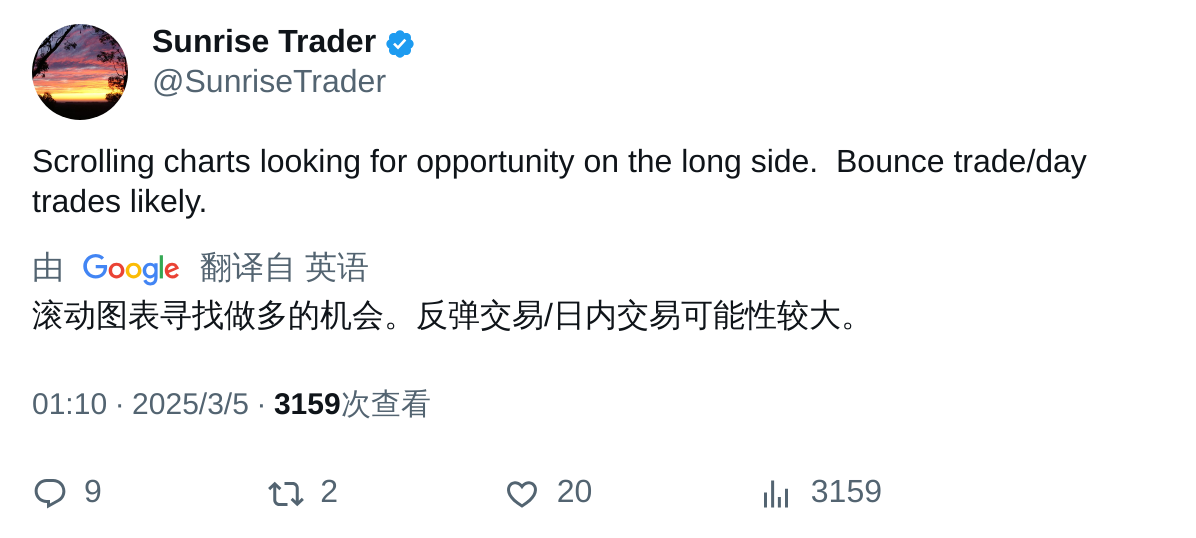 Sunrise Trader
@SunriseTrader
Scrolling charts looking for opportunity on the long side.  Bounce trade/day
trades likely.
由 Google 翻译自 英语
滚动图表寻找做多的机会。反弹交易/日内交易可能性较大。
01:10 · 2025/3/5 · 3159次查看
9 2 20 3159